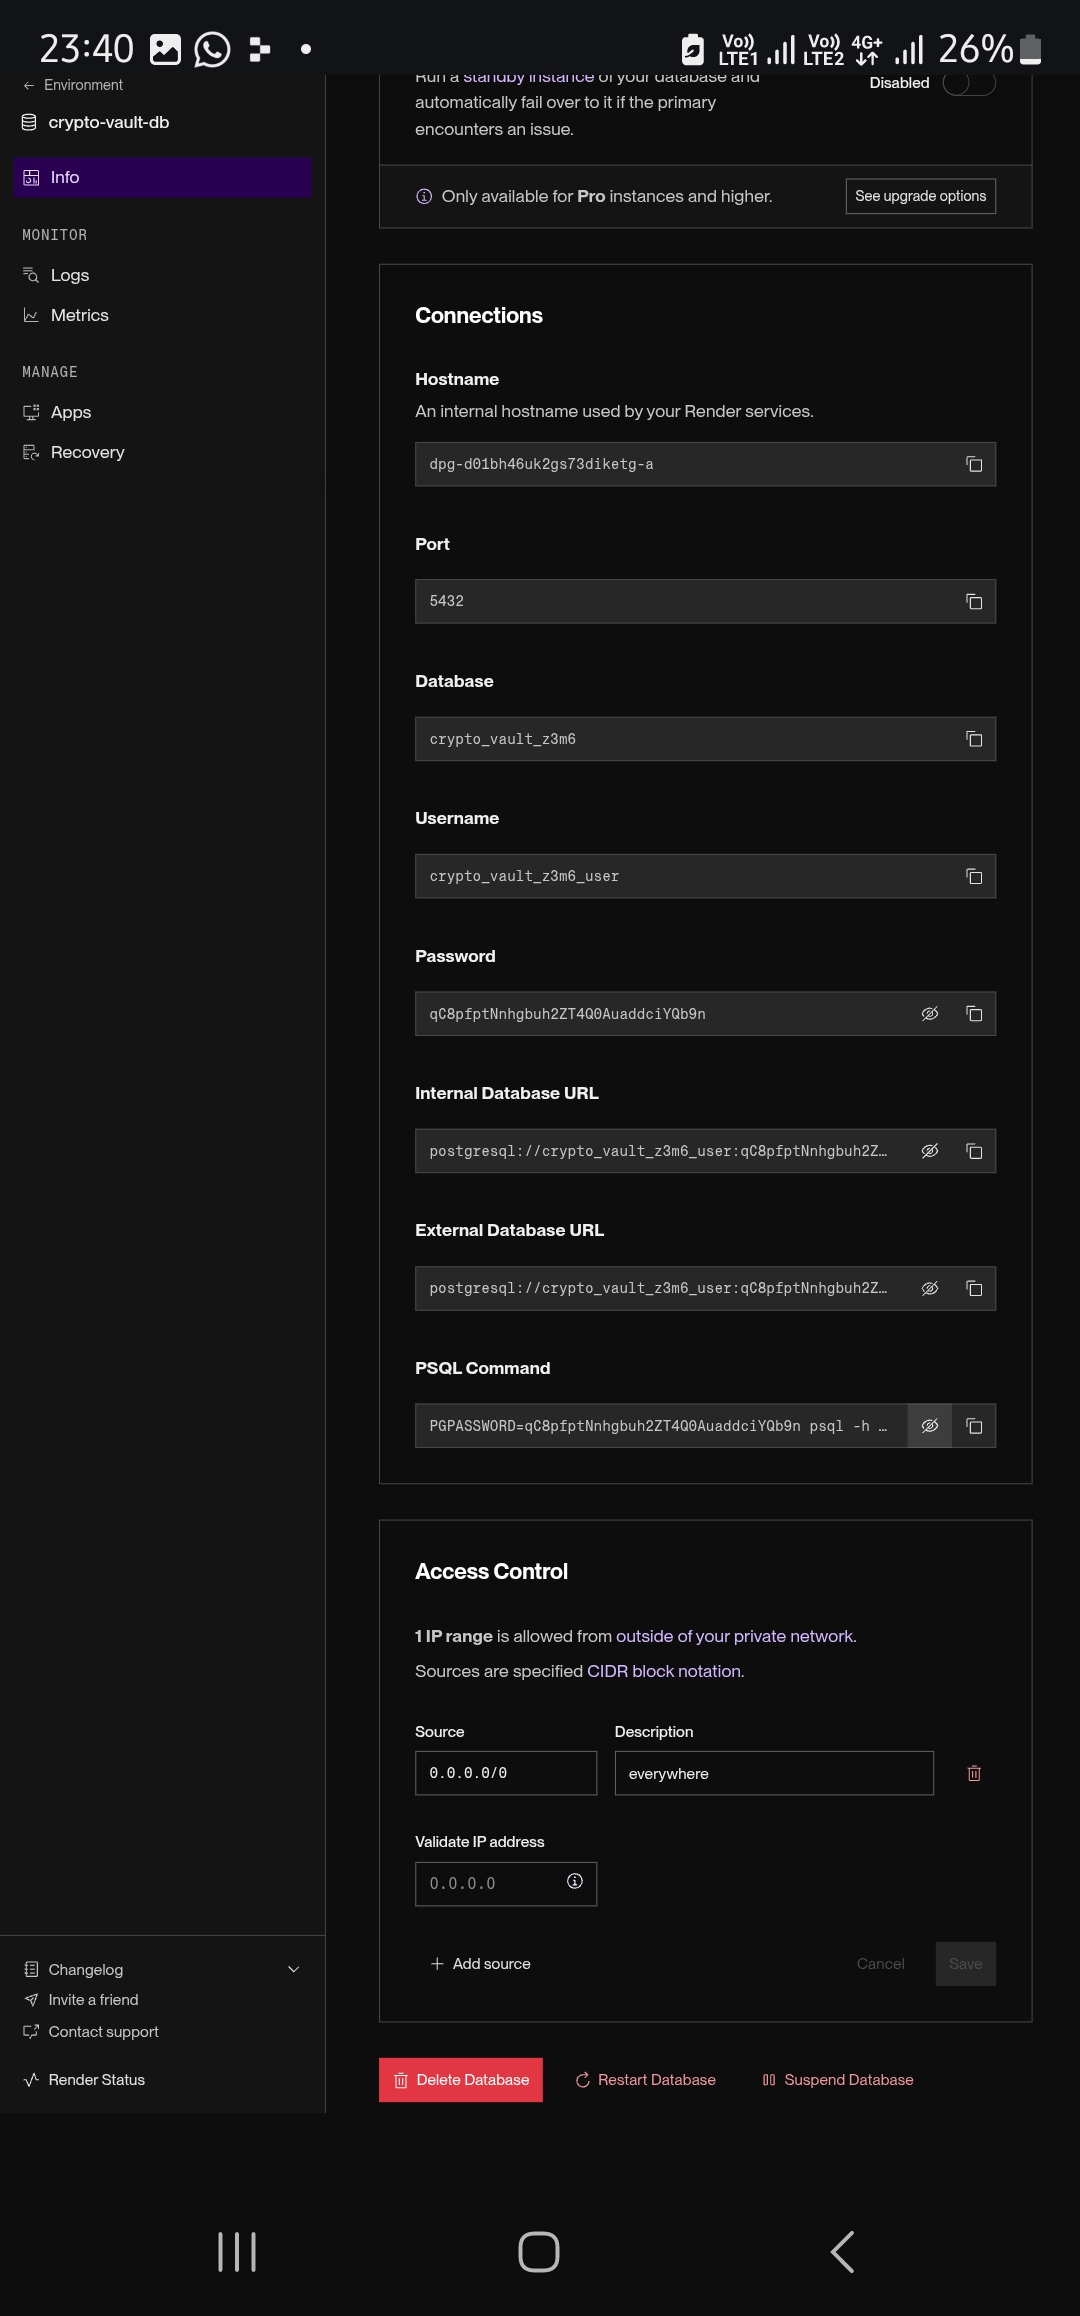 23:40
Vo)) LTE1 Vo)) LTE2 4G+ 26%
Environment
crypto-vault-db
Info
MONITOR
Logs
Metrics
MANAGE
Apps
Recovery
Run a standby instance of your database and
automatically fail over to it if the primary
encounters an issue.
Disabled
Only available for Pro instances and higher.
See upgrade options
Connections
Hostname
An internal hostname used by your Render services.
dpg-d01bh46uk2gs73diketg-a
Port
5432
Database
crypto_vault_z3m6
Username
crypto_vault_z3m6_user
Password
qC8pfptNnhgbuh2ZT4Q0AuaddciYQb9n
Internal Database URL
postgresql://crypto_vault_z3m6_user:qC8pfptNnhgbuh2Z…
External Database URL
postgresql://crypto_vault_z3m6_user:qC8pfptNnhgbuh2Z…
PSQL Command
PGPASSWORD=qC8pfptNnhgbuh2ZT4Q0AuaddciYQb9n psql -h …
Access Control
1 IP range is allowed from outside of your private network.
Sources are specified CIDR block notation.
Source Description
0.0.0.0/0 everywhere
Validate IP address
0.0.0.0
Add source
Cancel Save
Changelog
Invite a friend
Contact support
Render Status
Delete Database Restart Database Suspend Database